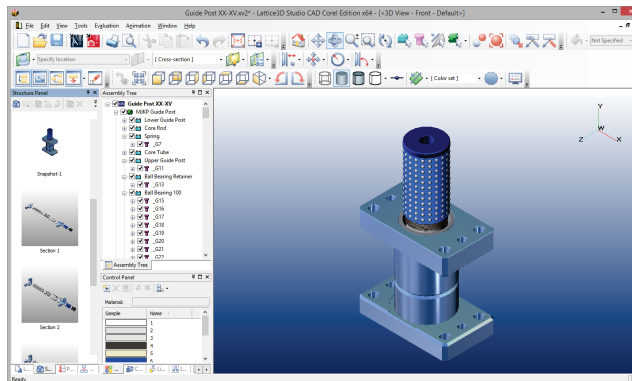 Guide Post XX-XV.xv2* - Lattice3D Studio CAD Corel Edition x64 - [<3D View - Front - Default>]
File Edit View Tools Evaluation Animation Window Help
Not Specified
Specify location
[ Cross-section ]
[ Color set ]
Structure Panel
Assembly Tree
Guide Post XX-XV
MJKP Guide Post
Lower Guide Post
Core Rod
Spring
_G7
Core Tube
Upper Guide Post
_G11
Ball Bearing Retainer
_G13
Ball Bearing 100
_G15
_G16
_G17
_G18
_G19
_G20
_G21
_G22
Snapshot-1
Section 1
Section 2
Assembly Tree
Control Panel
Material:
Sample Name
1
2
3
4
5
6
Y
W
Z
X
L...
S...
P...
C...
Li...
L...
Ready